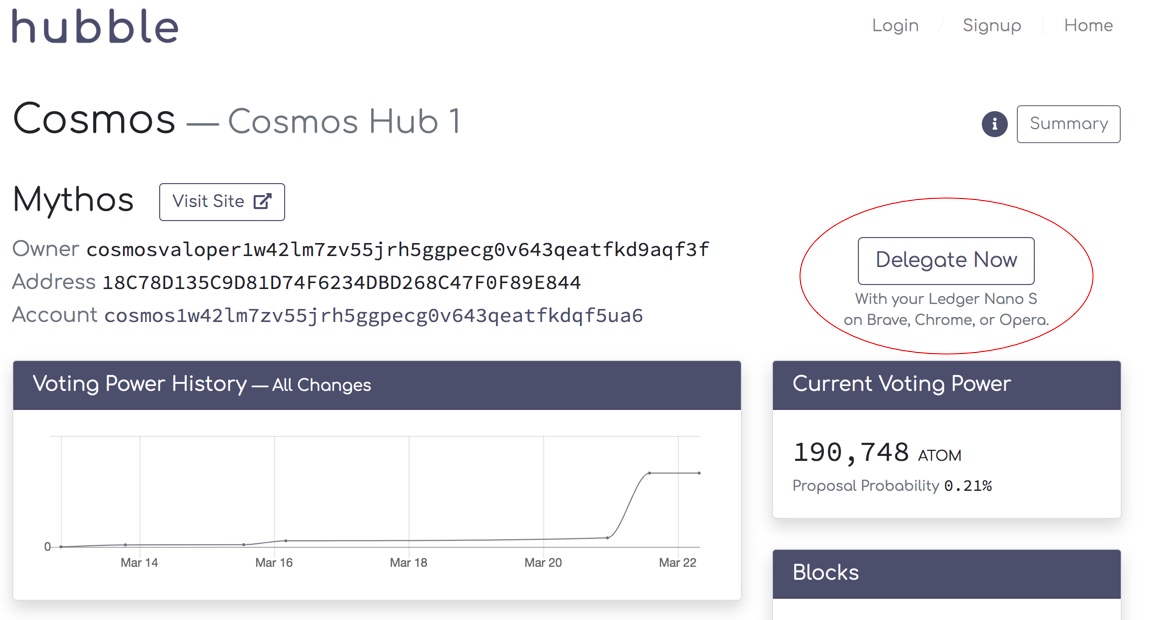 hubble
Login
Signup
Home
Cosmos — Cosmos Hub 1
Summary
Mythos
Visit Site
Owner cosmosvaloper1w42lm7zv55jrh5ggpecg0v643qeatfkd9aqf3f
Address 18C78D135C9D81D74F6234DBD268C47F0F89E844
Account cosmos1w42lm7zv55jrh5ggpecg0v643qeatfkdqf5ua6
Delegate Now
With your Ledger Nano S
on Brave, Chrome, or Opera.
Voting Power History — All Changes
0
Mar 14
Mar 16
Mar 18
Mar 20
Mar 22
Current Voting Power
190,748 ATOM
Proposal Probability 0.21%
Blocks